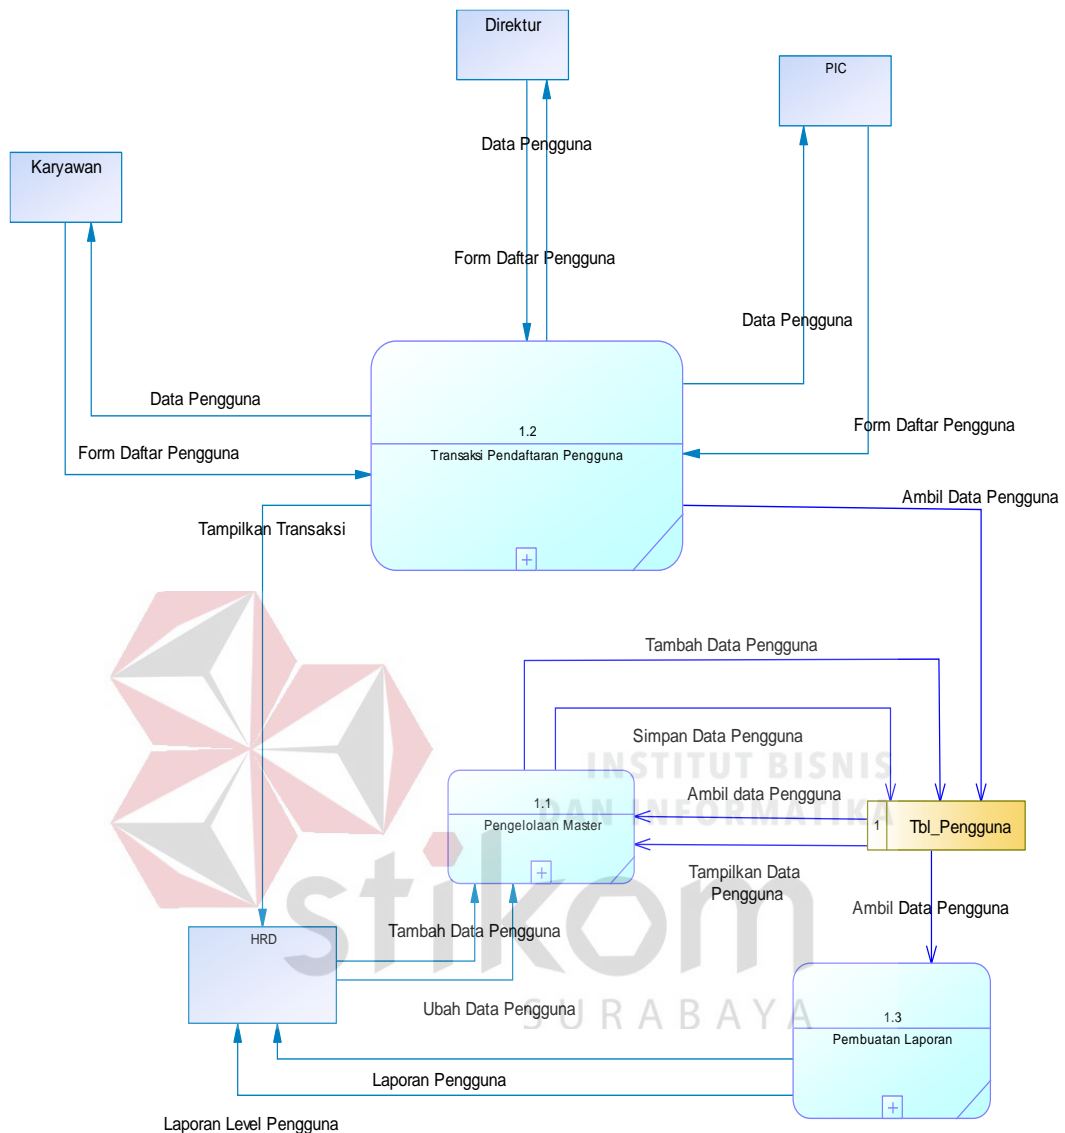 Direktur
PIC
Data Pengguna
Karyawan
Form Daftar Pengguna
Data Pengguna
Data Pengguna
1.2
Form Daftar Pengguna
Form Daftar Pengguna
Transaksi Pendaftaran Pengguna
Ambil Data Pengguna
Tampilkan Transaksi
Tambah Data Pengguna
Simpan Data Pengguna
INSTITUT BISNIS
DAN INFORMATIKA
Ambil data Pengguna
1.1
Pengelolaan Master
1
Tbl_Pengguna
Tampilkan Data
Pengguna
stikom
SURABAYA
Ambil Data Pengguna
Tambah Data Pengguna
HRD
Ubah Data Pengguna
1.3
Pembuatan Laporan
Laporan Pengguna
Laporan Level Pengguna